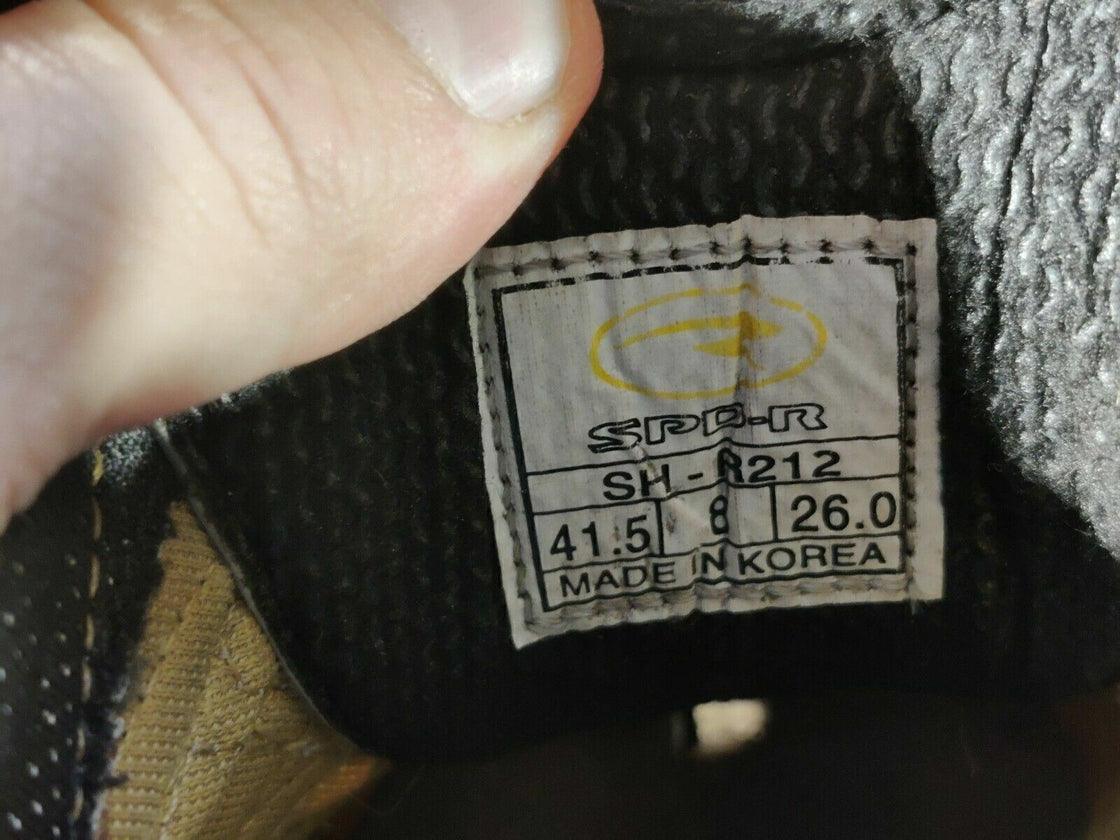 SPD-R
SH-R212
41.5 8 26.0
MADE IN KOREA